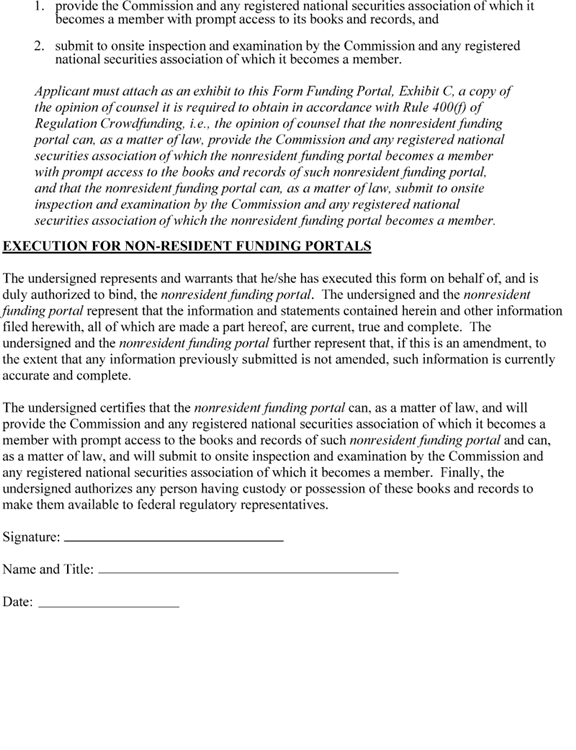 1. provide the Commission and any registered national securities association of which it
becomes a member with prompt access to its books and records, and
2. submit to onsite inspection and examination by the Commission and any registered
national securities association of which it becomes a member.
Applicant must attach as an exhibit to this Form Funding Portal, Exhibit C, a copy of
the opinion of counsel it is required to obtain in accordance with Rule 400(f) of
Regulation Crowdfunding, i.e., the opinion of counsel that the nonresident funding
portal can, as a matter of law, provide the Commission and any registered national
securities association of which the nonresident funding portal becomes a member
with prompt access to the books and records of such nonresident funding portal,
and that the nonresident funding portal can, as a matter of law, submit to onsite
inspection and examination by the Commission and any registered national
securities association of which the nonresident funding portal becomes a member.
EXECUTION FOR NON-RESIDENT FUNDING PORTALS
The undersigned represents and warrants that he/she has executed this form on behalf of, and is
duly authorized to bind, the nonresident funding portal. The undersigned and the nonresident
funding portal represent that the information and statements contained herein and other information
filed herewith, all of which are made a part hereof, are current, true and complete. The
undersigned and the nonresident funding portal further represent that, if this is an amendment, to
the extent that any information previously submitted is not amended, such information is currently
accurate and complete.
The undersigned certifies that the nonresident funding portal can, as a matter of law, and will
provide the Commission and any registered national securities association of which it becomes a
member with prompt access to the books and records of such nonresident funding portal and can,
as a matter of law, and will submit to onsite inspection and examination by the Commission and
any registered national securities association of which it becomes a member. Finally, the
undersigned authorizes any person having custody or possession of these books and records to
make them available to federal regulatory representatives.
Signature:
Name and Title:
Date: